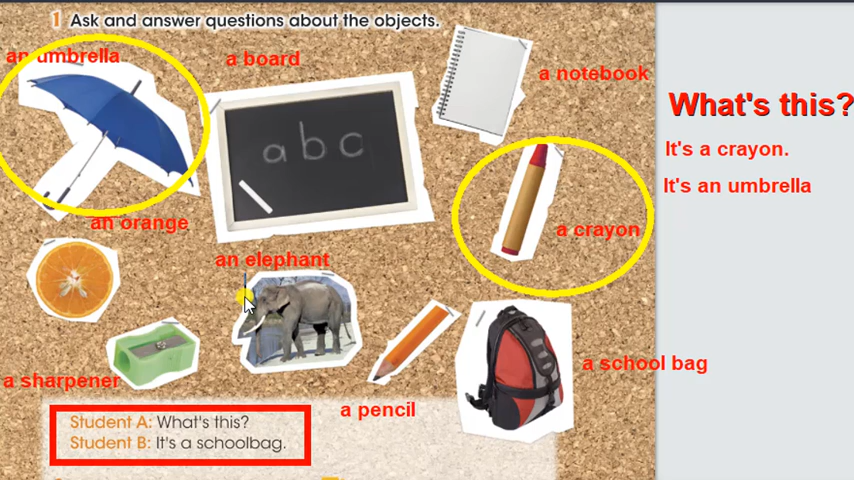 1 Ask and answer questions about the objects.
an umbrella
a board
a notebook
What's this?
a b c
It's a crayon.
It's an umbrella
an orange
a crayon
an elephant
a school bag
a sharpener
a pencil
Student A: What's this?
Student B: It's a schoolbag.